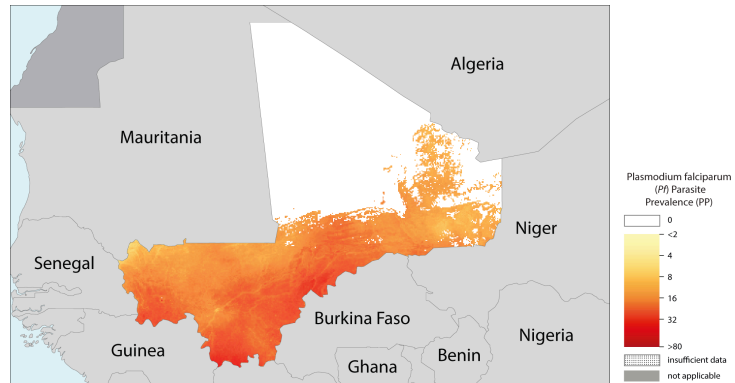 Algeria
Mauritania
Niger
Senegal
Burkina Faso
Nigeria
Guinea
Benin
Ghana
Plasmodium falciparum
(Pf) Parasite
Prevalence (PP)
0
<2
4
8
16
32
>80
insufficient data
not applicable